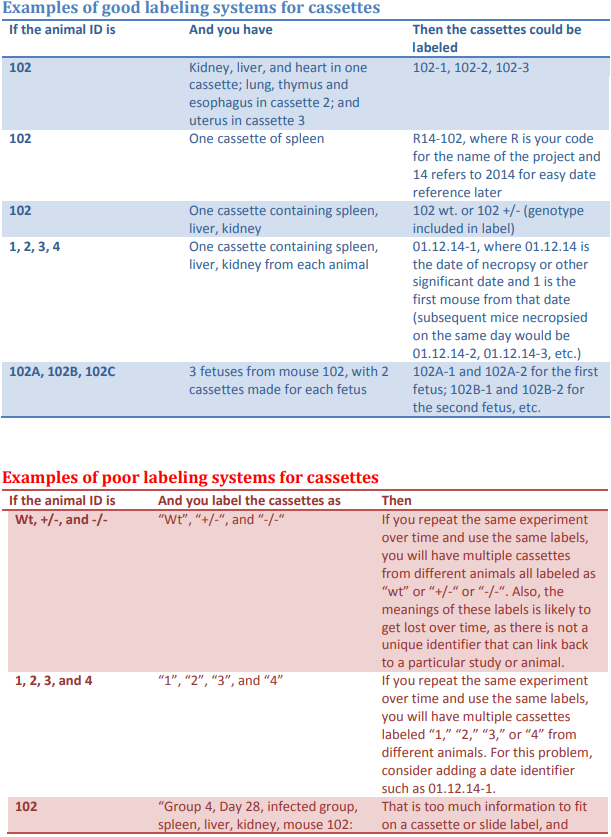 Examples of good labeling systems for cassettes
If the animal ID is And you have Then the cassettes could be
labeled
102 Kidney, liver, and heart in one 102-1, 102-2, 102-3
cassette; lung, thymus and
esophagus in cassette 2; and
uterus in cassette 3
102 One cassette of spleen R14-102, where R is your code
for the name of the project and
14 refers to 2014 for easy date
reference later
102 One cassette containing spleen, 102 wt. or 102 +/- (genotype
liver, kidney included in label)
1, 2, 3, 4 One cassette containing spleen, 01.12.14-1, where 01.12.14 is
liver, kidney from each animal the date of necropsy or other
significant date and 1 is the
first mouse from that date
(subsequent mice necropsied
on the same day would be
01.12.14-2, 01.12.14-3, etc.)
102A, 102B, 102C 3 fetuses from mouse 102, with 2 102A-1 and 102A-2 for the first
cassettes made for each fetus fetus; 102B-1 and 102B-2 for
the second fetus, etc.
Examples of poor labeling systems for cassettes
If the animal ID is And you label the cassettes as Then
Wt, +/-, and -/- “Wt”, “+/-“, and “-/-“ If you repeat the same experiment
over time and use the same labels,
you will have multiple cassettes
from different animals all labeled as
“wt” or “+/-“ or “-/-“. Also, the
meanings of these labels is likely to
get lost over time, as there is not a
unique identifier that can link back
to a particular study or animal.
1, 2, 3, and 4 “1”, “2”, “3”, and “4” If you repeat the same experiment
over time and use the same labels,
you will have multiple cassettes
labeled “1,” “2,” “3,” or “4” from
different animals. For this problem,
consider adding a date identifier
such as 01.12.14-1.
102 “Group 4, Day 28, infected group, That is too much information to fit
spleen, liver, kidney, mouse 102: on a cassette or slide label, and